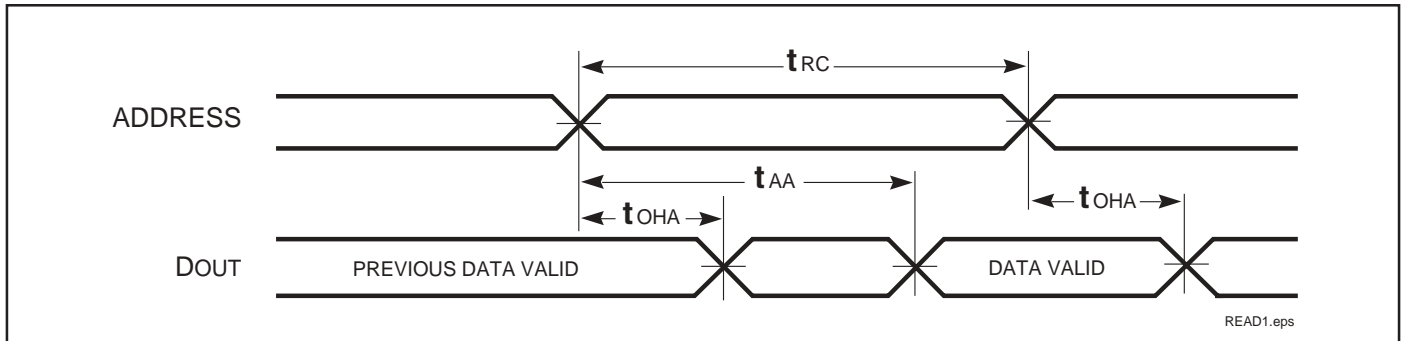 tRC
ADDRESS
tAA
tOHA
tOHA
DOUT
PREVIOUS DATA VALID
DATA VALID
READ1.eps